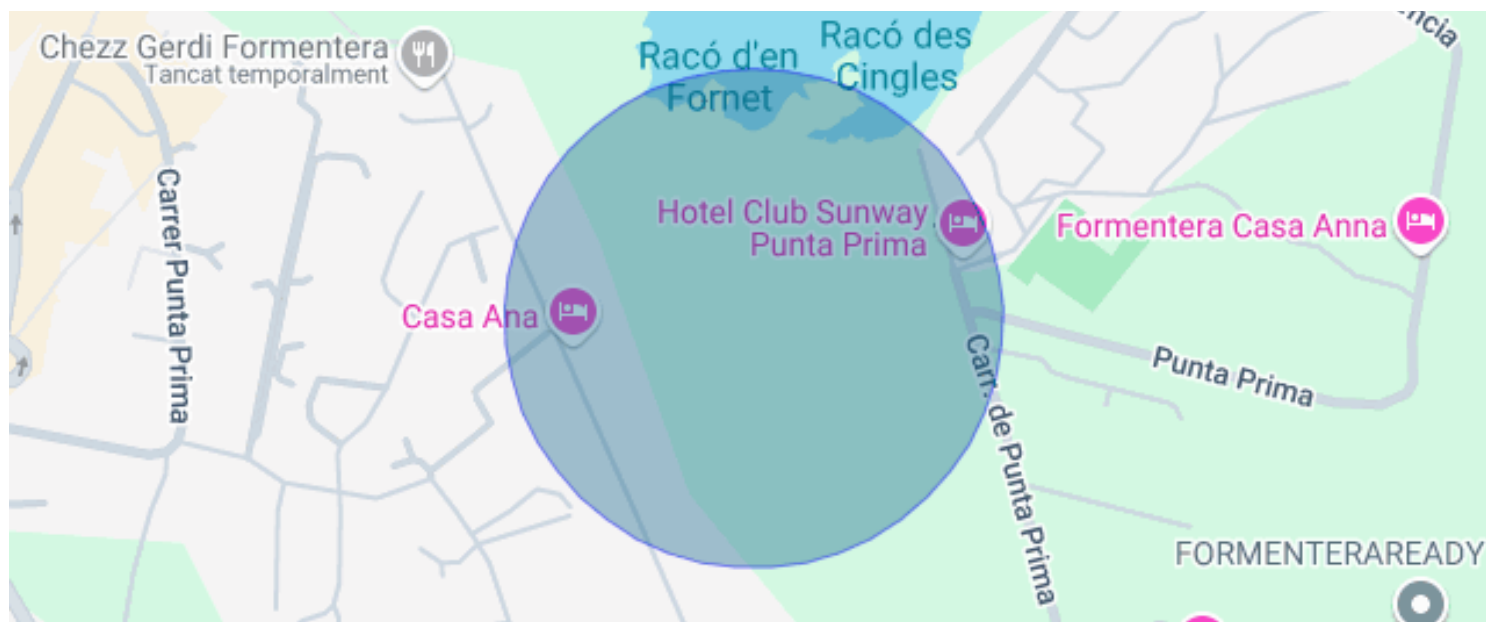 Chezz Gerdi Formentera
Tancat temporalment
Racó d'en
Fornet
Racó des
Cingles
Carrer Punta Prima
Hotel Club Sunway
Punta Prima
Formentera Casa Anna
Casa Ana
Punta Prima
Carr. de Punta Prima
FORMENTERAREADY